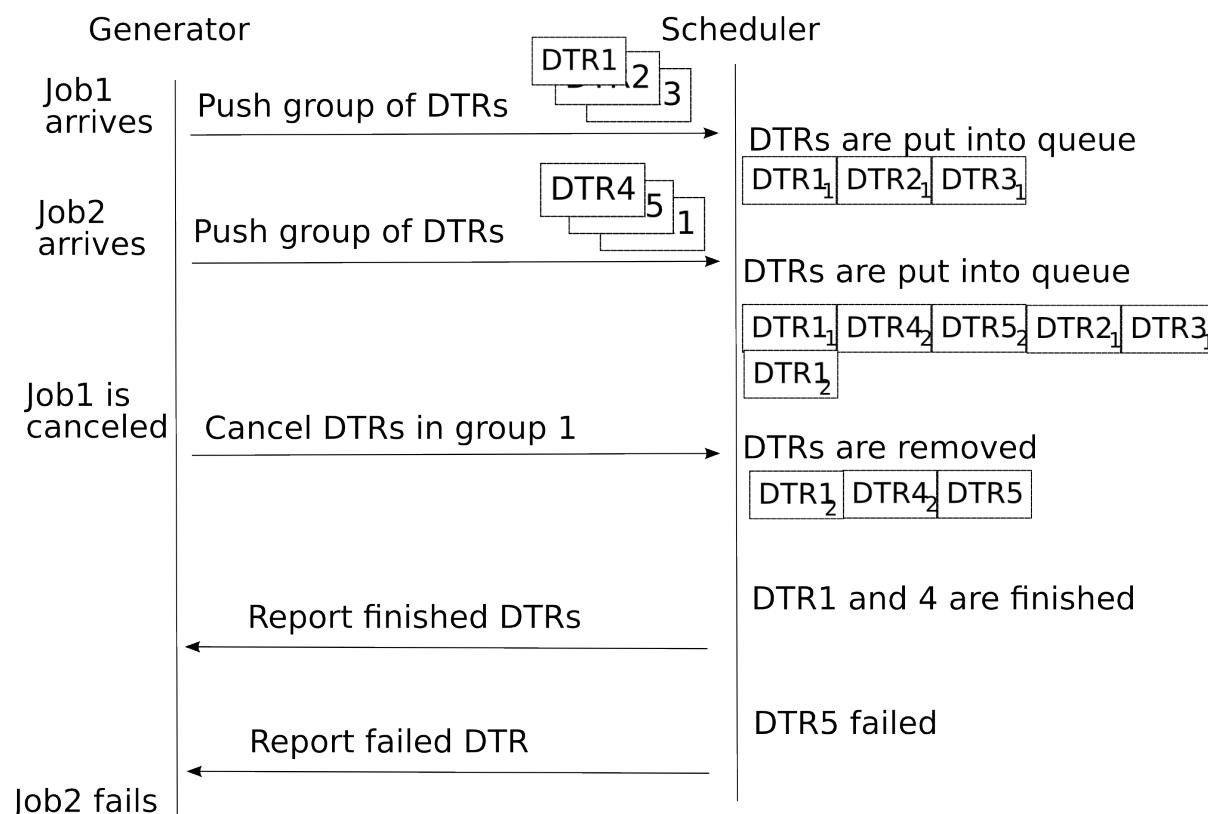 Generator
Scheduler
Job1
arrives
Push group of DTRs
DTR1
2
3
DTRs are put into queue
DTR1 1 DTR2 1 DTR3 1
Job2
arrives
Push group of DTRs
DTR4
5
1
DTRs are put into queue
DTR1 1 DTR4 2 DTR5 2 DTR2 1 DTR3 1
DTR1 2
Job1 is
canceled
Cancel DTRs in group 1
DTRs are removed
DTR1 2 DTR4 2 DTR5
DTR1 and 4 are finished
Report finished DTRs
DTR5 failed
Report failed DTR
Job2 fails